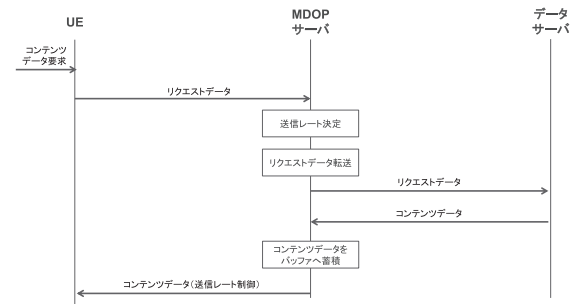 UE
MDOP
サーバ
データ
サーバ
コンテンツ
データ要求
リクエストデータ
送信レート決定
リクエストデータ転送
リクエストデータ
コンテンツデータ
コンテンツデータを
バッファへ蓄積
コンテンツデータ(送信レート制御)